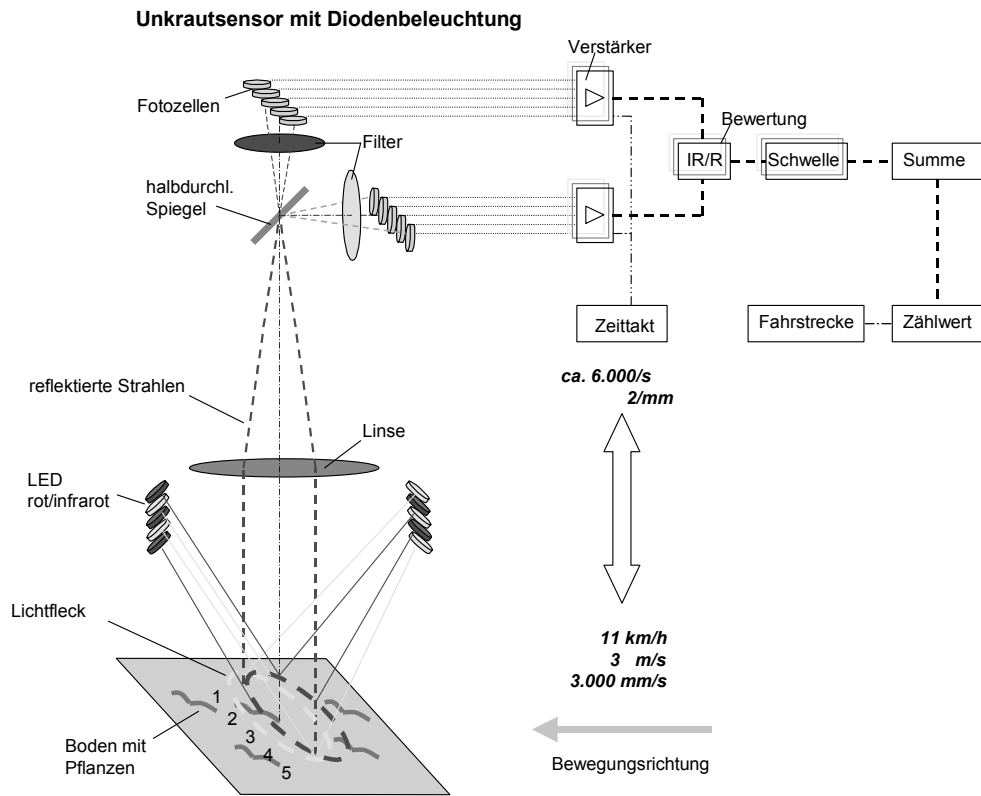 Unkrautsensor mit Diodenbeleuchtung
Verstärker
Fotozellen
Bewertung
Filter
IR/R
Schwelle
Summe
halbdurchl.
Spiegel
Zeittakt
Fahrstrecke
Zählwert
ca. 6.000/s
2/mm
reflektierte Strahlen
Linse
LED
rot/infrarot
Lichtfleck
11 km/h
3 m/s
3.000 mm/s
1
2
3
4
5
Boden mit
Pflanzen
Bewegungsrichtung